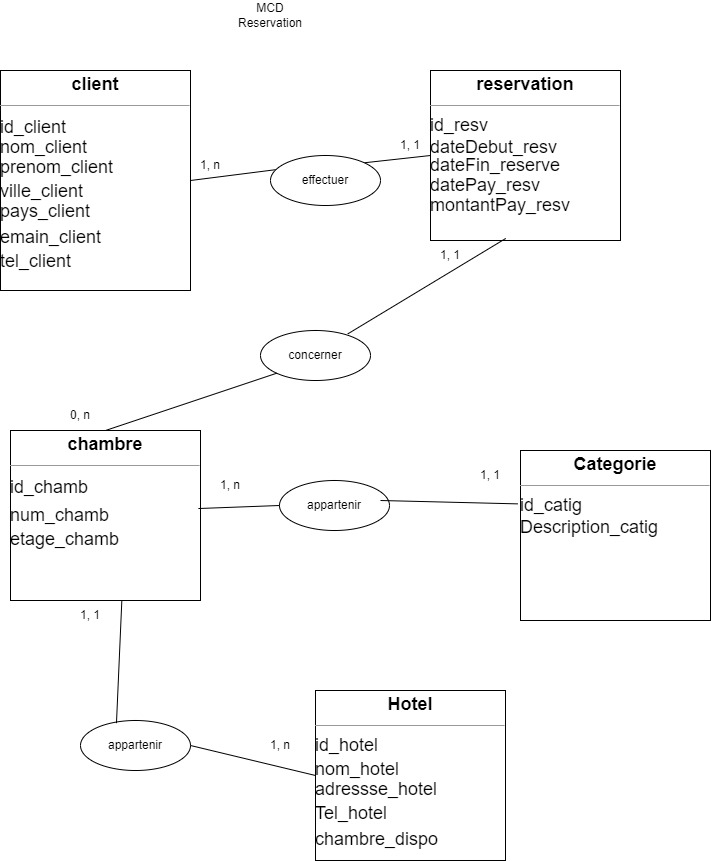 MCD
Reservation
client
id_client
nom_client
prenom_client
ville_client
pays_client
emain_client
tel_client
1, n
effectuer
1, 1
reservation
id_resv
dateDebut_resv
dateFin_reserve
datePay_resv
montantPay_resv
1, 1
concerner
0, n
chambre
id_chamb
num_chamb
etage_chamb
1, n
appartenir
1, 1
Categorie
id_catig
Description_catig
1, 1
appartenir
1, n
Hotel
id_hotel
nom_hotel
adressse_hotel
Tel_hotel
chambre_dispo